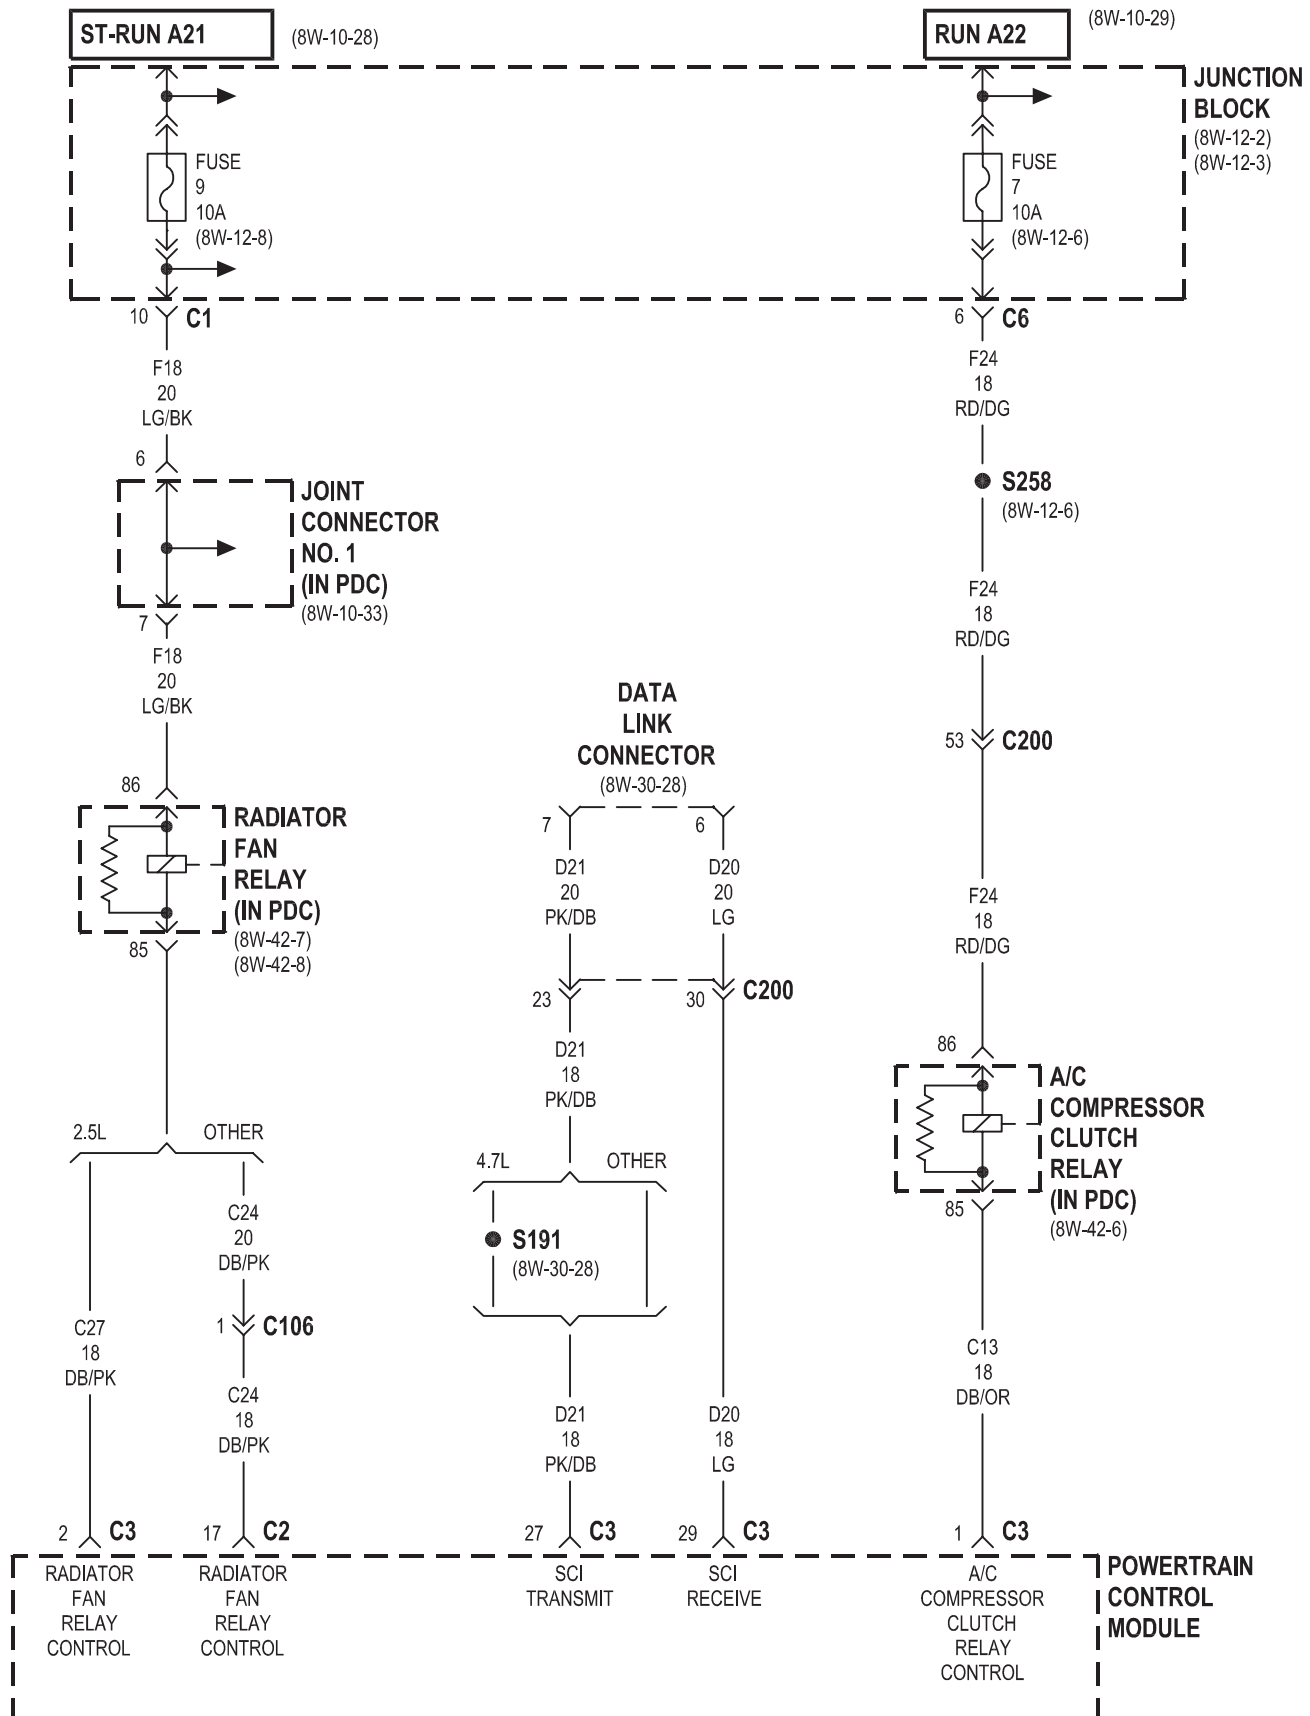 ST-RUN A21
(8W-10-28)
RUN A22
(8W-10-29)
JUNCTION
BLOCK
(8W-12-2)
(8W-12-3)
FUSE
9
10A
(8W-12-8)
FUSE
7
10A
(8W-12-6)
10
C1
6
C6
F18
20
LG/BK
F24
18
RD/DG
6
JOINT
CONNECTOR
NO. 1
(IN PDC)
(8W-10-33)
S258
(8W-12-6)
7
F18
20
LG/BK
F24
18
RD/DG
DATA
LINK
CONNECTOR
(8W-30-28)
53
C200
86
RADIATOR
FAN
RELAY
(IN PDC)
(8W-42-7)
(8W-42-8)
85
7
6
D21
20
PK/DB
D20
20
LG
F24
18
RD/DG
23
30
C200
D21
18
PK/DB
86
A/C
COMPRESSOR
CLUTCH
RELAY
(IN PDC)
(8W-42-6)
85
2.5L
OTHER
4.7L
OTHER
C24
20
DB/PK
S191
(8W-30-28)
1
C106
C27
18
DB/PK
C24
18
DB/PK
C13
18
DB/OR
D21
18
PK/DB
D20
18
LG
2
C3
17
C2
27
C3
29
C3
1
C3
RADIATOR
FAN
RELAY
CONTROL
RADIATOR
FAN
RELAY
CONTROL
SCI
TRANSMIT
SCI
RECEIVE
A/C
COMPRESSOR
CLUTCH
RELAY
CONTROL
POWERTRAIN
CONTROL
MODULE